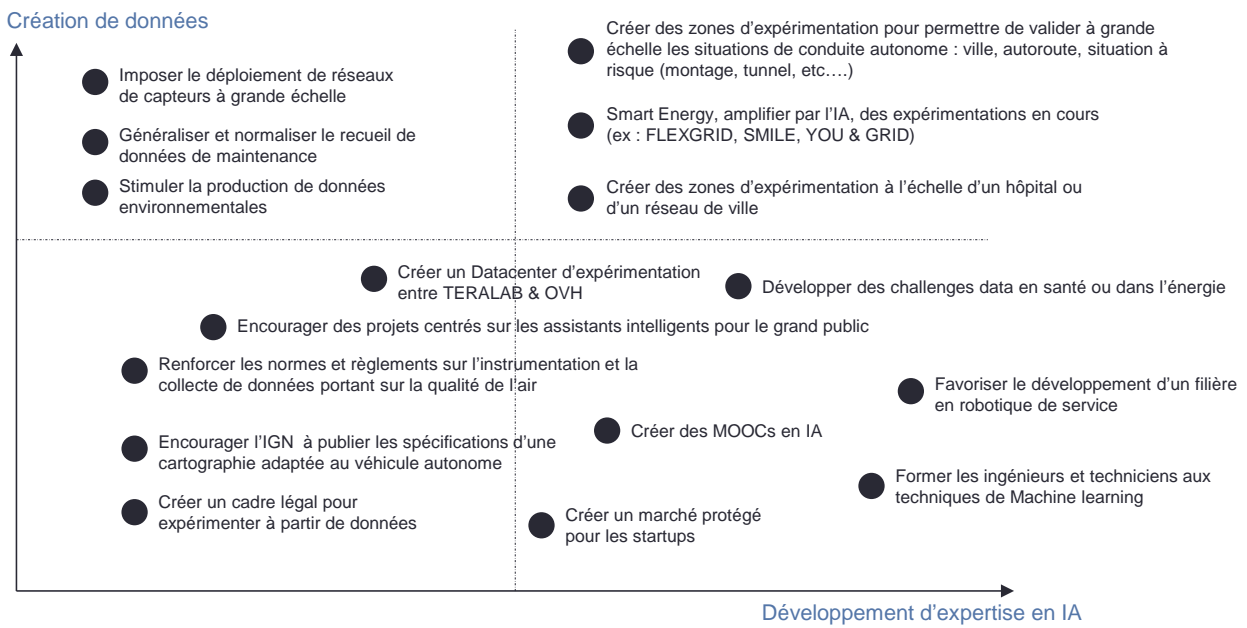 Création de données
Imposer le déploiement de réseaux
de capteurs à grande échelle
Généraliser et normaliser le recueil de
données de maintenance
Stimuler la production de données
environnementales
Créer des zones d’expérimentation pour permettre de valider à grande
échelle les situations de conduite autonome : ville, autoroute, situation à
risque (montage, tunnel, etc….)
Smart Energy, amplifier par l’IA, des expérimentations en cours
(ex : FLEXGRID, SMILE, YOU & GRID)
Créer des zones d’expérimentation à l’échelle d’un hôpital ou
d’un réseau de ville
Créer un Datacenter d’expérimentation
entre TERALAB & OVH
Développer des challenges data en santé ou dans l’énergie
Encourager des projets centrés sur les assistants intelligents pour le grand public
Renforcer les normes et règlements sur l’instrumentation et la
collecte de données portant sur la qualité de l’air
Favoriser le développement d’un filière
en robotique de service
Créer des MOOCs en IA
Encourager l’IGN à publier les spécifications d’une
cartographie adaptée au véhicule autonome
Former les ingénieurs et techniciens aux
techniques de Machine learning
Créer un cadre légal pour
expérimenter à partir de données
Créer un marché protégé
pour les startups
Développement d'expertise en IA